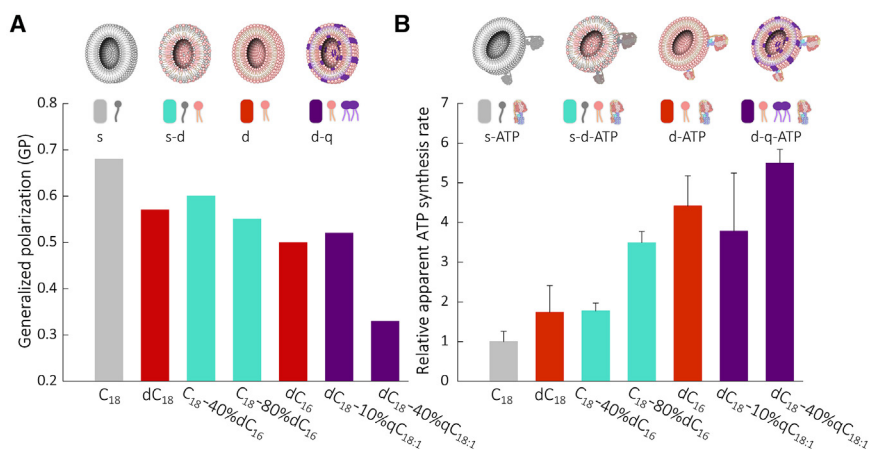 A
0.8
0.7
0.6
0.5
0.4
0.3
0.2
Generalized polarization (GP)
s
s-d
d
d-q
C₁₈
dC₁₈
C₁₈-40%dC₁₆
C₁₈-80%dC₁₆
dC₁₆
dC₁₈-10%qC₁₈:₁
dC₁₈-40%qC₁₈:₁
B
7
6
5
4
3
2
1
0
Relative apparent ATP synthesis rate
s-ATP
s-d-ATP
d-ATP
d-q-ATP
C₁₈
dC₁₈
C₁₈-40%dC₁₆
C₁₈-80%dC₁₆
dC₁₆
dC₁₈-10%qC₁₈:₁
dC₁₈-40%qC₁₈:₁